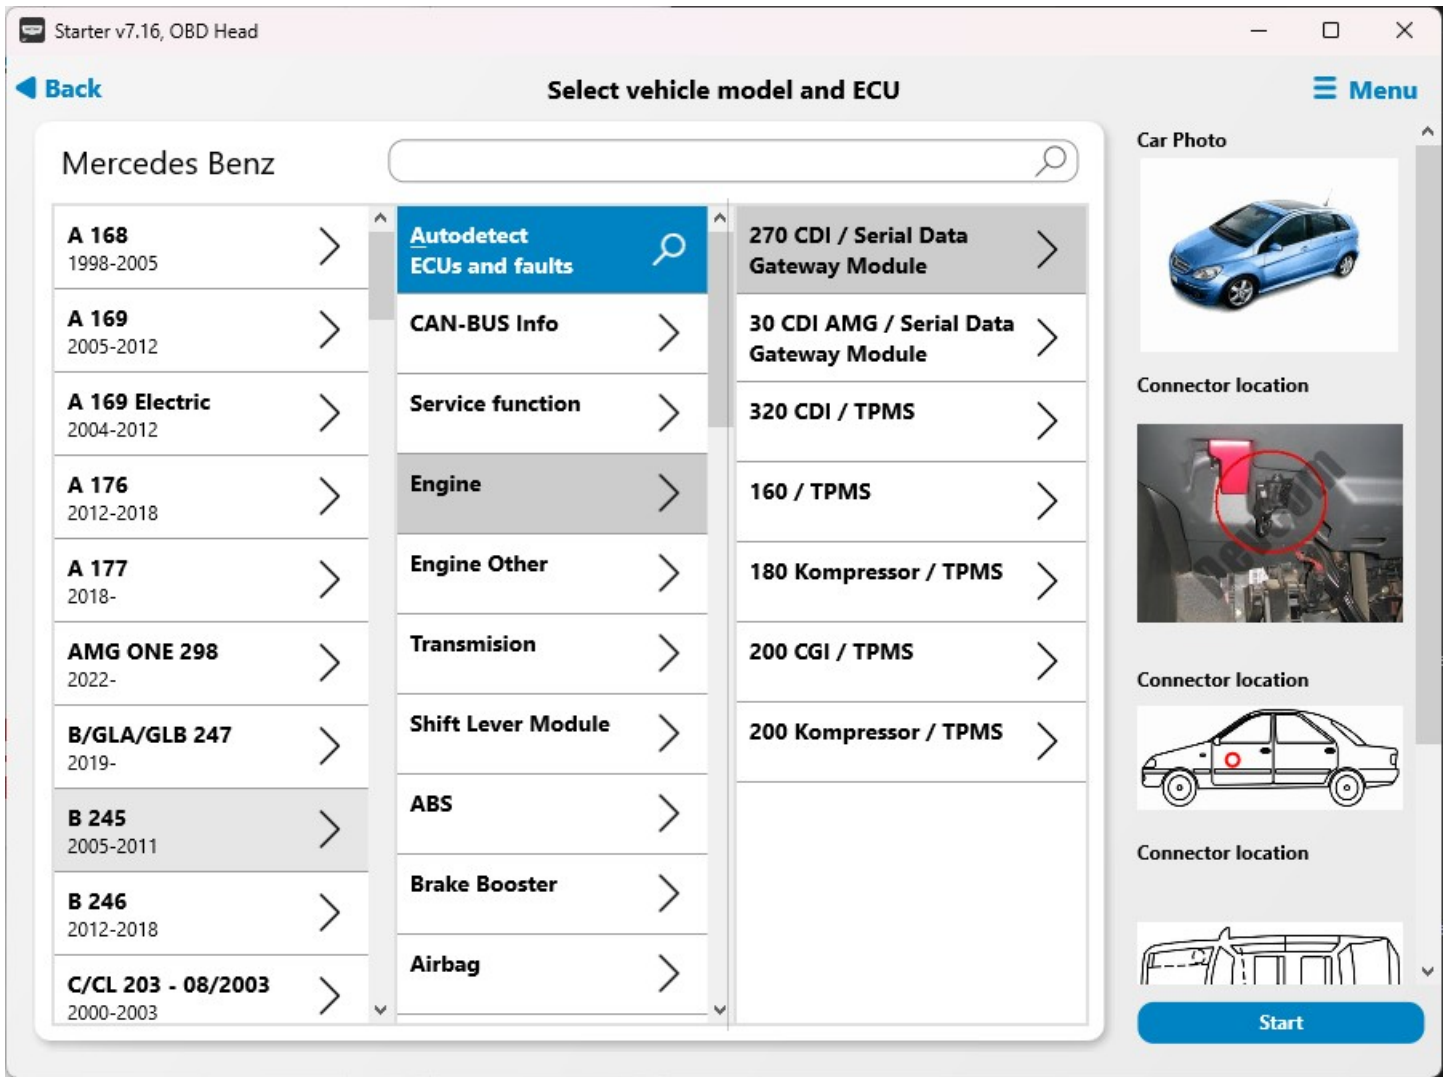 Starter v7.16, OBD Head
Back
Select vehicle model and ECU
Menu
Mercedes Benz
A 168
1998-2005
A 169
2005-2012
A 169 Electric
2004-2012
A 176
2012-2018
A 177
2018-
AMG ONE 298
2022-
B/GLA/GLB 247
2019-
B 245
2005-2011
B 246
2012-2018
C/CL 203 - 08/2003
2000-2003
Autodetect
ECUs and faults
CAN-BUS Info
Service function
Engine
Engine Other
Transmision
Shift Lever Module
ABS
Brake Booster
Airbag
270 CDI / Serial Data
Gateway Module
30 CDI AMG / Serial Data
Gateway Module
320 CDI / TPMS
160 / TPMS
180 Kompressor / TPMS
200 CGI / TPMS
200 Kompressor / TPMS
Car Photo
Connector location
Connector location
Connector location
Start